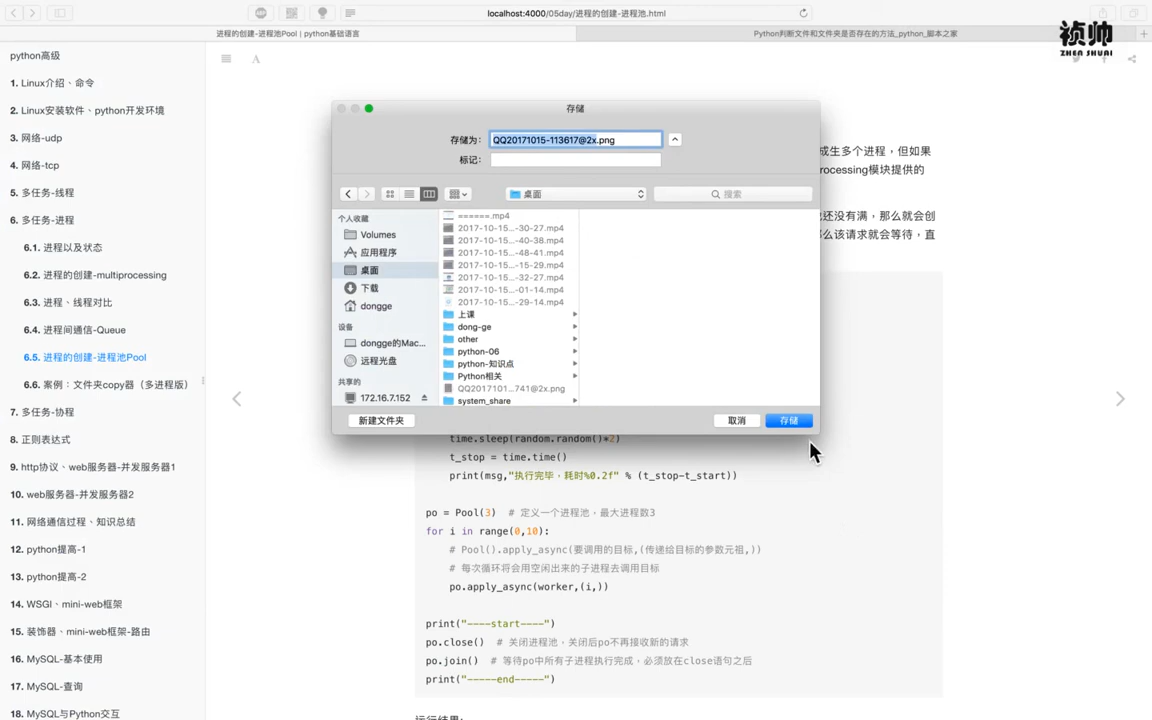 localhost:4000/05day/进程的创建-进程池.html
进程的创建-进程池Pool | python基础语言
Python判断文件和文件夹是否存在的方法_python_脚本之家
祯帅
ZHEN SHUAI
python高级
1. Linux介绍、命令
2. Linux安装软件、python开发环境
3. 网络-udp
4. 网络-tcp
5. 多任务-线程
6. 多任务-进程
6.1. 进程以及状态
6.2. 进程的创建-multiprocessing
6.3. 进程、线程对比
6.4. 进程间通信-Queue
6.5. 进程的创建-进程池Pool
6.6. 案例：文件夹copy器（多进程版）
7. 多任务-协程
8. 正则表达式
9. http协议、web服务器-并发服务器1
10. web服务器-并发服务器2
11. 网络通信过程、知识总结
12. python提高-1
13. python提高-2
14. WSGI、mini-web框架
15. 装饰器、mini-web框架-路由
16. MySQL-基本使用
17. MySQL-查询
18. MySQL与Python交互
A
存储
存储为：
QQ20171015-113617@2x.png
标记：
桌面
搜索
个人收藏
Volumes
应用程序
桌面
下载
dongge
设备
dongge的Mac...
远程光盘
共享的
172.16.7.152
======.mp4
2017-10-15...-30-27.mp4
2017-10-15...-40-38.mp4
2017-10-15...-48-41.mp4
2017-10-15...-15-29.mp4
2017-10-15...-32-27.mp4
2017-10-15...-01-14.mp4
2017-10-15...-29-14.mp4
上课
dong-ge
other
python-06
python-知识点
Python相关
QQ2017101...741@2x.png
system_share
新建文件夹
取消
存储
成生多个进程，但如果
rocessing模块提供的
还没有满，那么就会创
那么该请求就会等待，直
time.sleep(random.random()*2)
t_stop = time.time()
print(msg,"执行完毕，耗时%0.2f" % (t_stop-t_start))
po = Pool(3) # 定义一个进程池，最大进程数3
for i in range(0,10):
# Pool().apply_async(要调用的目标,(传递给目标的参数元祖,))
# 每次循环将会用空闲出来的子进程去调用目标
po.apply_async(worker,(i,))
print("----start----")
po.close() # 关闭进程池，关闭后po不再接收新的请求
po.join() # 等待po中所有子进程执行完成，必须放在close语句之后
print("-----end-----")
运行结果: